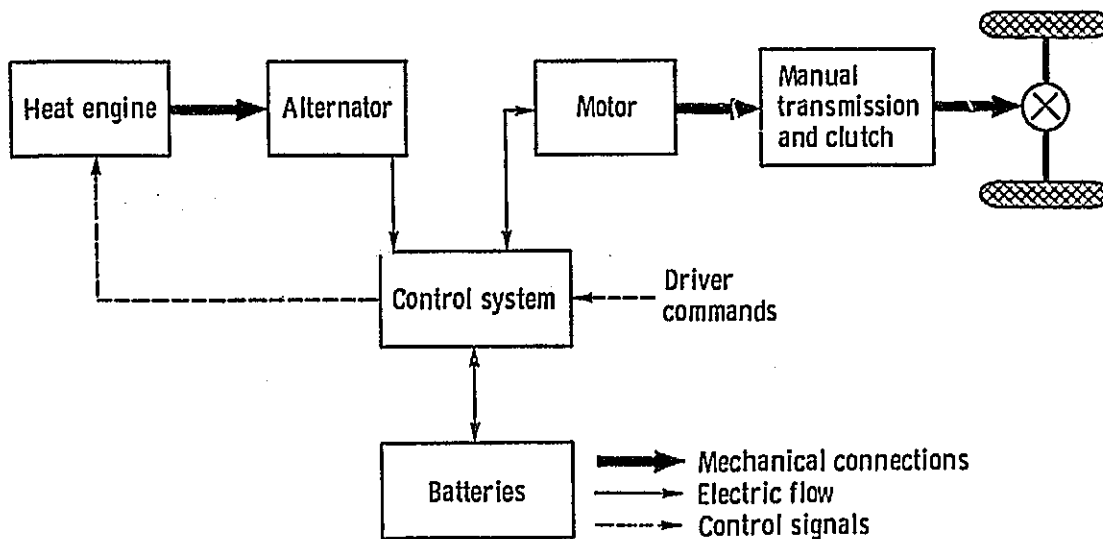 Heat engine
Alternator
Motor
Manual
transmission
and clutch
Control system
Driver
commands
Batteries
Mechanical connections
Electric flow
Control signals